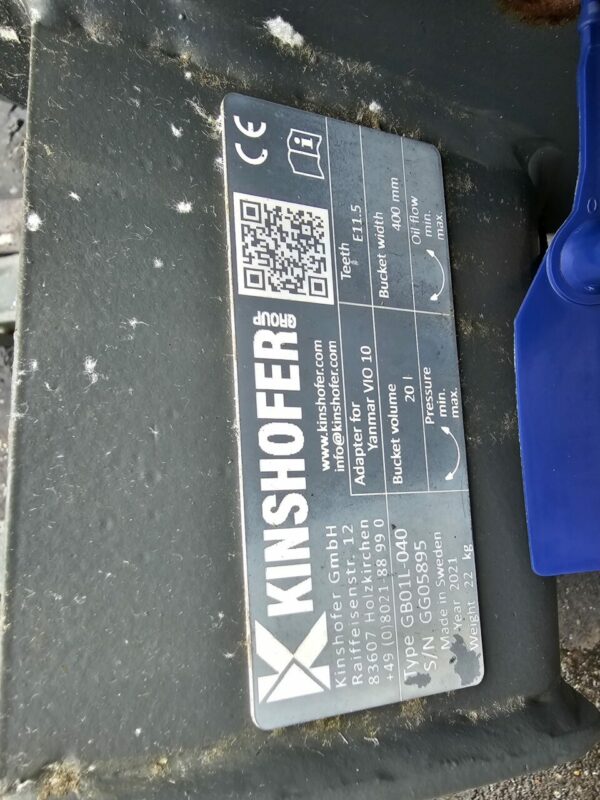 KINSHOFER
GROUP
CE
Kinshofer GmbH
Raiffeisenstr. 12
83607 Holzkirchen
+49 (0)8021 88 99 0
www.kinshofer.com
info@kinshofer.com
Type GB01L-040
S/N GG05895
Made in Sweden
Year 2021
Weight 22 kg
Adapter for
Yanmar VIO 10
Teeth
E11.5
Bucket volume
20 l
Bucket width
400 mm
Pressure
min.
max.
Oil flow
min.
max.